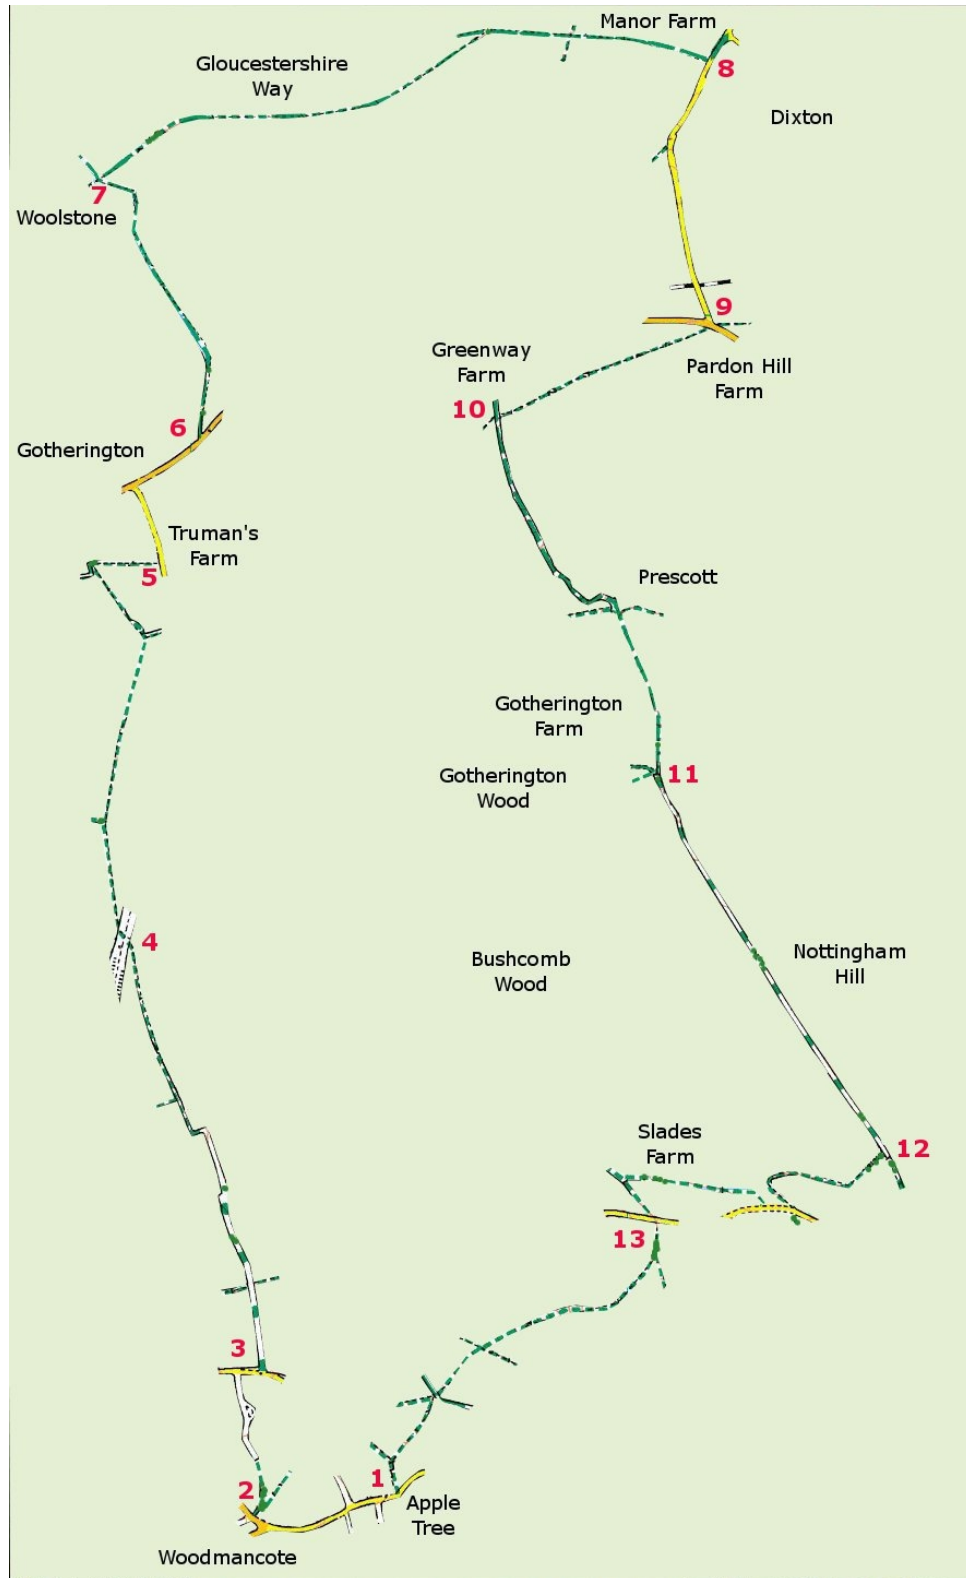 Manor Farm
Gloucestershire
Way
8
Dixton
7
Woolstone
9
Greenway
Farm
Pardon Hill
Farm
10
6
Gotherington
Truman's
Farm
5
Prescott
Gotherington
Farm
Gotherington
Wood
11
4
Bushcomb
Wood
Nottingham
Hill
Slades
Farm
12
13
3
2
1
Apple
Tree
Woodmancote